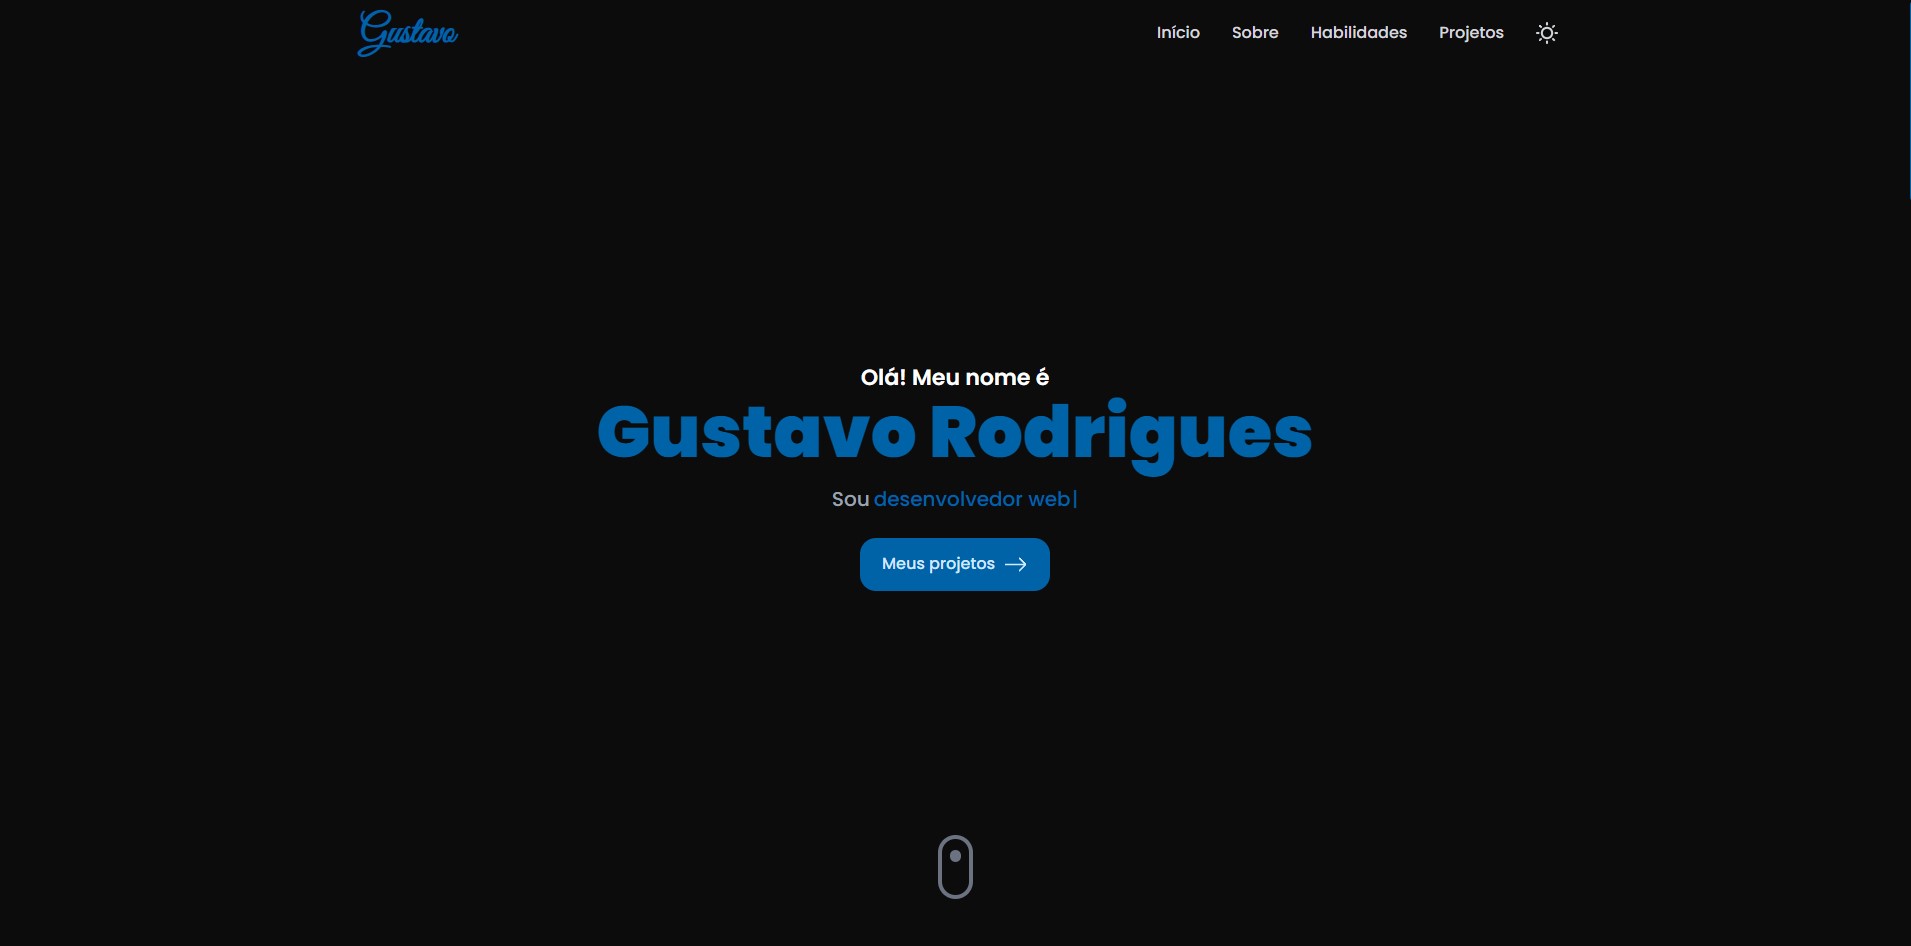 Gustavo
Início Sobre Habilidades Projetos
Olá! Meu nome é
Gustavo Rodrigues
Sou desenvolvedor web|
Meus projetos